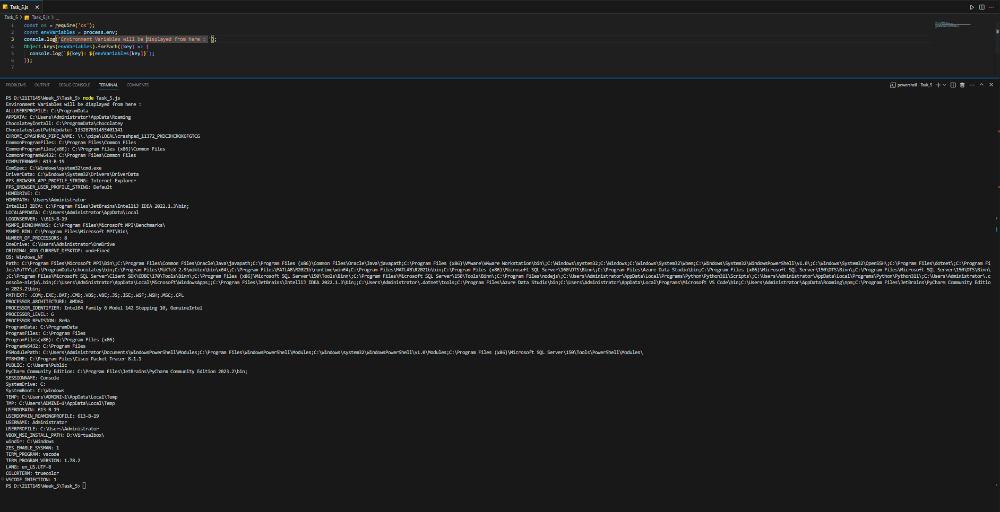 Task_5.js
Task_5 > Task_5.js > ...
1 const os = require('os');
2 const envVariables = process.env;
3 console.log(`Environment Variables will be displayed from here : `);
4 Object.keys(envVariables).forEach((key) => {
5 console.log(`${key}: ${envVariables[key]}`);
6 });
7
PROBLEMS OUTPUT DEBUG CONSOLE TERMINAL COMMENTS powershell - Task_5
PS D:\21IT145\Week_5\Task_5> node Task_5.js
Environment Variables will be displayed from here :
ALLUSERSPROFILE: C:\ProgramData
APPDATA: C:\Users\Administrator\AppData\Roaming
ChocolateyInstall: C:\ProgramData\chocolatey
ChocolateyLastPathUpdate: 133287051455401141
CHROME_CRASHPAD_PIPE_NAME: \\.\pipe\LOCAL\crashpad_11372_PKDCJHCROKGFGTCG
CommonProgramFiles: C:\Program Files\Common Files
CommonProgramFiles(x86): C:\Program Files (x86)\Common Files
CommonProgramW6432: C:\Program Files\Common Files
COMPUTERNAME: 613-B-19
ComSpec: C:\Windows\system32\cmd.exe
DriverData: C:\Windows\System32\Drivers\DriverData
FPS_BROWSER_APP_PROFILE_STRING: Internet Explorer
FPS_BROWSER_USER_PROFILE_STRING: Default
HOMEDRIVE: C:
HOMEPATH: \Users\Administrator
IntelliJ IDEA: C:\Program Files\JetBrains\IntelliJ IDEA 2022.1.3\bin;
LOCALAPPDATA: C:\Users\Administrator\AppData\Local
LOGONSERVER: \\613-B-19
MSMPI_BENCHMARKS: C:\Program Files\Microsoft MPI\Benchmarks\
MSMPI_BIN: C:\Program Files\Microsoft MPI\Bin\
NUMBER_OF_PROCESSORS: 8
OneDrive: C:\Users\Administrator\OneDrive
ORIGINAL_XDG_CURRENT_DESKTOP: undefined
OS: Windows_NT
Path: C:\Program Files\Microsoft MPI\Bin\;C:\Program Files\Common Files\Oracle\Java\javapath;C:\Program Files (x86)\Common Files\Oracle\Java\javapath;C:\Program Files (x86)\VMware\VMware Workstation\bin\;C:\Windows\system32;C:\Windows;C:\Windows\System32\Wbem;C:\Windows\System32\WindowsPowerShell\v1.0\;C:\Windows\System32\OpenSSH\;C:\Program Files\dotnet\;C:\Program Fi
les\PuTTY\;C:\ProgramData\chocolatey\bin;C:\Program Files\MiKTeX 2.9\miktex\bin\x64\;C:\Program Files\MATLAB\R2021b\runtime\win64;C:\Program Files\MATLAB\R2021b\bin;C:\Program Files (x86)\Microsoft SQL Server\160\DTS\Binn\;C:\Program Files\Azure Data Studio\bin;C:\Program Files (x86)\Microsoft SQL Server\150\DTS\Binn\;C:\Program Files\Microsoft SQL Server\150\DTS\Binn\
;C:\Program Files\Microsoft SQL Server\Client SDK\ODBC\170\Tools\Binn\;C:\Program Files (x86)\Microsoft SQL Server\150\Tools\Binn\;C:\Program Files\Microsoft SQL Server\150\Tools\Binn\;C:\Program Files\nodejs\;C:\Users\Administrator\AppData\Local\Programs\Python\Python311\Scripts\;C:\Users\Administrator\AppData\Local\Programs\Python\Python311\;C:\Users\Administrator\.c
onsole-ninja\.bin;C:\Users\Administrator\AppData\Local\Microsoft\WindowsApps;;C:\Program Files\JetBrains\IntelliJ IDEA 2022.1.3\bin;;C:\Users\Administrator\.dotnet\tools;C:\Program Files\Azure Data Studio\bin;C:\Users\Administrator\AppData\Local\Programs\Microsoft VS Code\bin;C:\Users\Administrator\AppData\Roaming\npm;C:\Program Files\JetBrains\PyCharm Community Editio
n 2023.2\bin;
PATHEXT: .COM;.EXE;.BAT;.CMD;.VBS;.VBE;.JS;.JSE;.WSF;.WSH;.MSC;.CPL
PROCESSOR_ARCHITECTURE: AMD64
PROCESSOR_IDENTIFIER: Intel64 Family 6 Model 142 Stepping 10, GenuineIntel
PROCESSOR_LEVEL: 6
PROCESSOR_REVISION: 8e0a
ProgramData: C:\ProgramData
ProgramFiles: C:\Program Files
ProgramFiles(x86): C:\Program Files (x86)
ProgramW6432: C:\Program Files
PSModulePath: C:\Users\Administrator\Documents\WindowsPowerShell\Modules;C:\Program Files\WindowsPowerShell\Modules;C:\Windows\system32\WindowsPowerShell\v1.0\Modules;C:\Program Files (x86)\Microsoft SQL Server\150\Tools\PowerShell\Modules\
PT8HOME: C:\Program Files\Cisco Packet Tracer 8.1.1
PUBLIC: C:\Users\Public
PyCharm Community Edition: C:\Program Files\JetBrains\PyCharm Community Edition 2023.2\bin;
SESSIONNAME: Console
SystemDrive: C:
SystemRoot: C:\Windows
TEMP: C:\Users\ADMINI~1\AppData\Local\Temp
TMP: C:\Users\ADMINI~1\AppData\Local\Temp
USERDOMAIN: 613-B-19
USERDOMAIN_ROAMINGPROFILE: 613-B-19
USERNAME: Administrator
USERPROFILE: C:\Users\Administrator
VBOX_MSI_INSTALL_PATH: D:\Virtualbox\
windir: C:\Windows
ZES_ENABLE_SYSMAN: 1
TERM_PROGRAM: vscode
TERM_PROGRAM_VERSION: 1.78.2
LANG: en_US.UTF-8
COLORTERM: truecolor
VSCODE_INJECTION: 1
PS D:\21IT145\Week_5\Task_5>